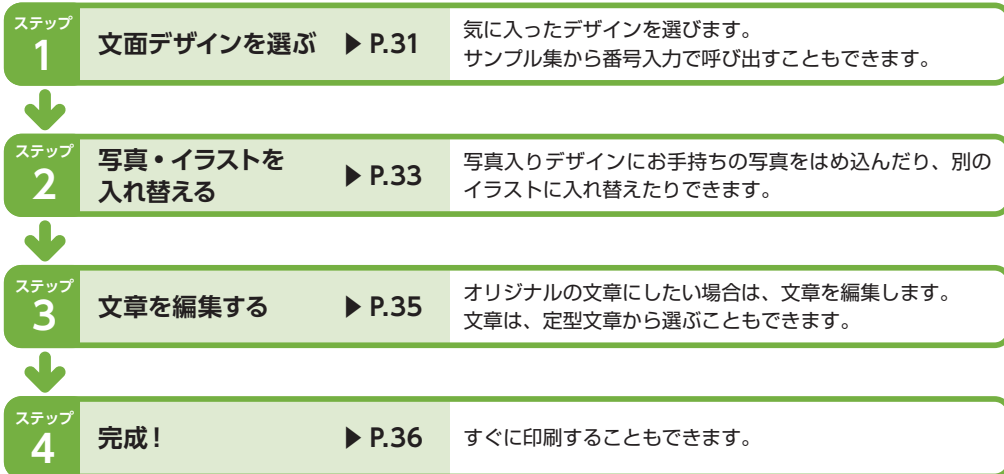 ステップ
1
文面デザインを選ぶ ▶ P.31
気に入ったデザインを選びます。
サンプル集から番号入力で呼び出すこともできます。
ステップ
2
写真・イラストを
入れ替える
▶ P.33
写真入りデザインにお手持ちの写真をはめ込んだり、別の
イラストに入れ替えたりできます。
ステップ
3
文章を編集する ▶ P.35
オリジナルの文章にしたい場合は、文章を編集します。
文章は、定型文章から選ぶこともできます。
ステップ
4
完成! ▶ P.36
すぐに印刷することもできます。